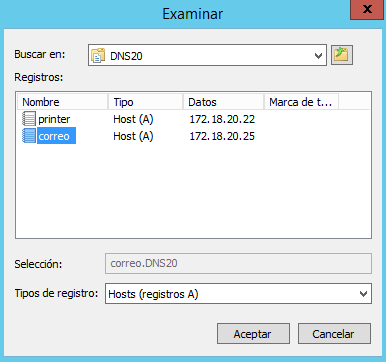 Examinar
x
Buscar en: DNS20
Registros:
Nombre Tipo Datos Marca de t...
printer Host (A) 172.18.20.22
correo Host (A) 172.18.20.25
Selección: correo.DNS20
Tipos de registro: Hosts (registros A)
Aceptar Cancelar